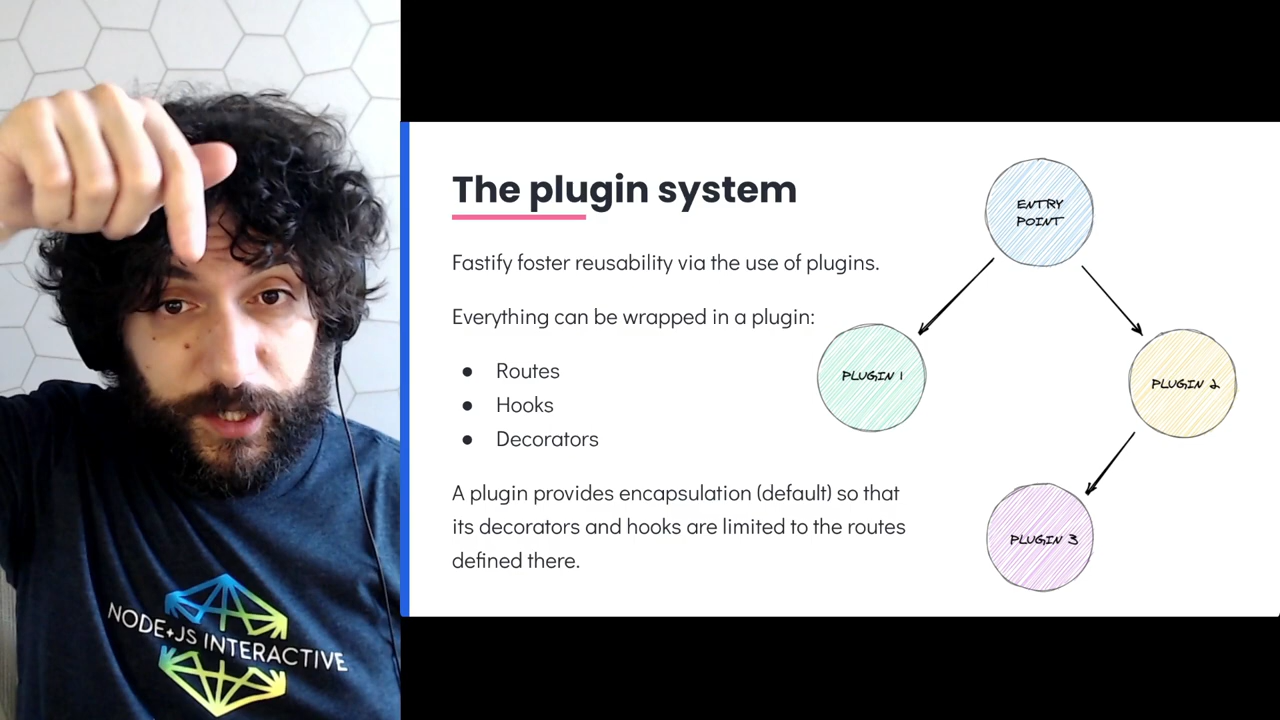 The plugin system
Fastify foster reusability via the use of plugins.
Everything can be wrapped in a plugin:
● Routes
● Hooks
● Decorators
A plugin provides encapsulation (default) so that
its decorators and hooks are limited to the routes
defined there.
ENTRY
POINT
PLUGIN 1
PLUGIN 2
PLUGIN 3
NODE+JS INTERACTIVE